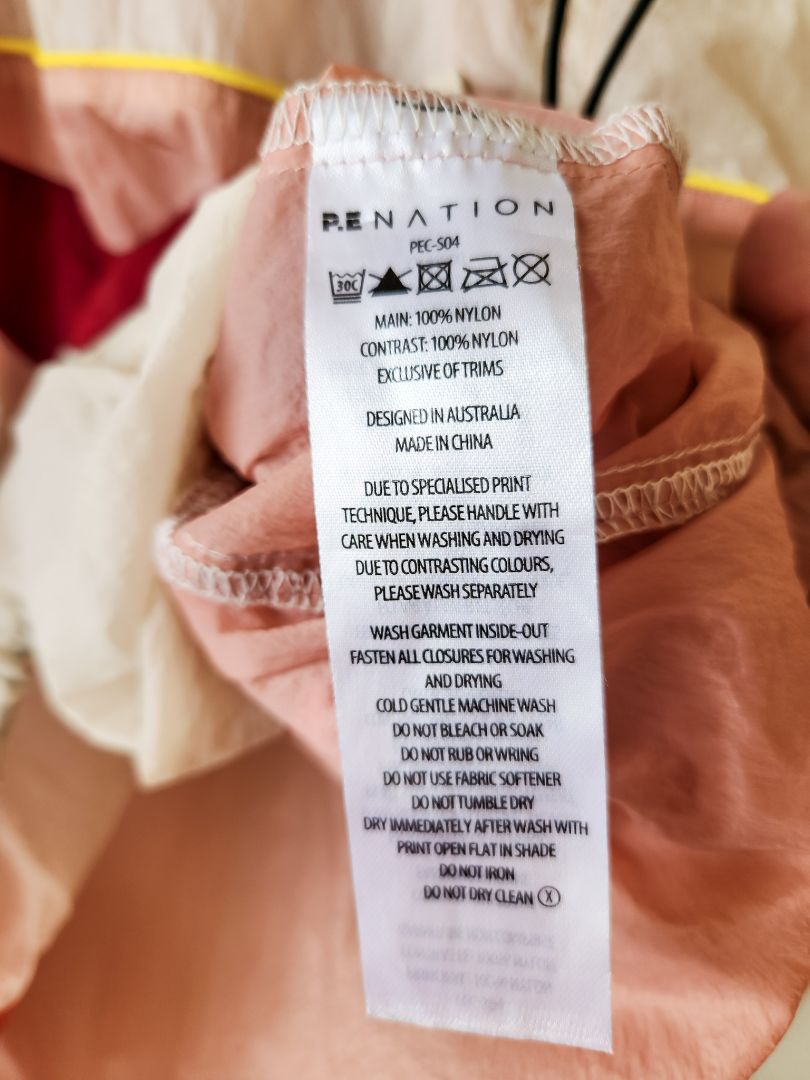 P.E NATION
PEC-S04
30C
MAIN: 100% NYLON
CONTRAST: 100% NYLON
EXCLUSIVE OF TRIMS
DESIGNED IN AUSTRALIA
MADE IN CHINA
DUE TO SPECIALISED PRINT
TECHNIQUE, PLEASE HANDLE WITH
CARE WHEN WASHING AND DRYING
DUE TO CONTRASTING COLOURS,
PLEASE WASH SEPARATELY
WASH GARMENT INSIDE-OUT
FASTEN ALL CLOSURES FOR WASHING
AND DRYING
COLD GENTLE MACHINE WASH
DO NOT BLEACH OR SOAK
DO NOT RUB OR WRING
DO NOT USE FABRIC SOFTENER
DO NOT TUMBLE DRY
DRY IMMEDIATELY AFTER WASH WITH
PRINT OPEN FLAT IN SHADE
DO NOT IRON
DO NOT DRY CLEAN X